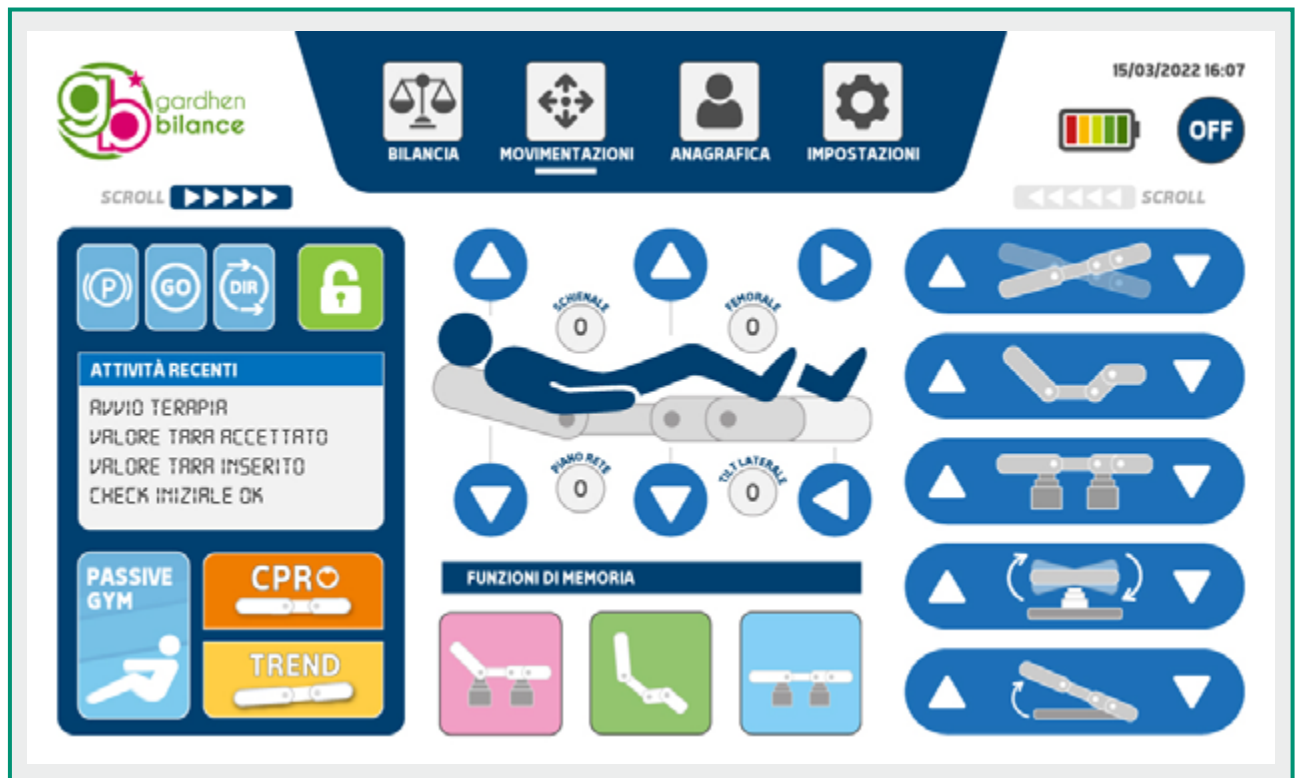 gardhen
bilance
BILANCIA
MOVIMENTAZIONI
ANAGRAFICA
IMPOSTAZIONI
15/03/2022 16:07
OFF
SCROLL
SCROLL
(P)
GO
DIR
ATTIVITÀ RECENTI
AVVIO TERAPIA
VALORE TARA ACCETTATO
VALORE TARA INSERITO
CHECK INIZIALE OK
PASSIVE
GYM
CPR
TREND
SCHIENALE
0
FEMORALE
0
PIANO RETE
0
TILT LATERALE
0
FUNZIONI DI MEMORIA